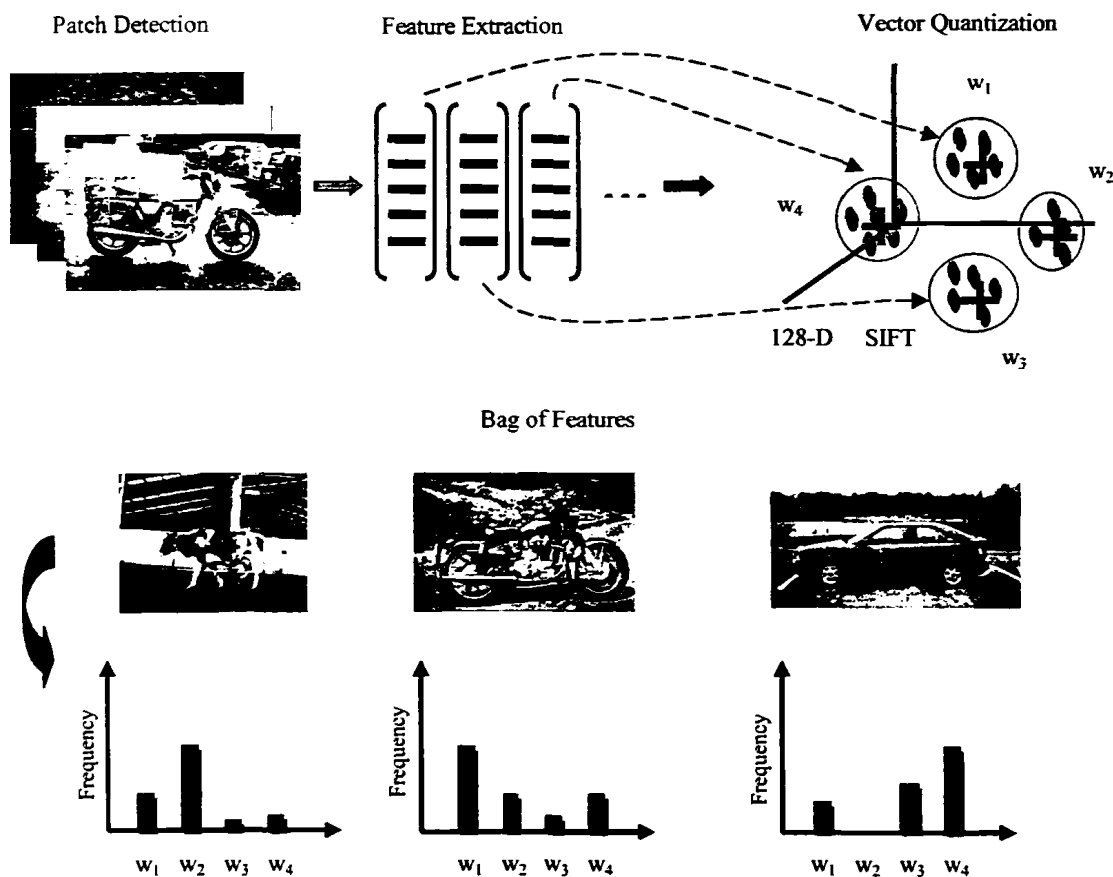 Patch Detection
Feature Extraction
Vector Quantization
w1
w2
w4
128-D SIFT
w3
Bag of Features
Frequency
w1 w2 w3 w4
Frequency
w1 w2 w3 w4
Frequency
w1 w2 w3 w4